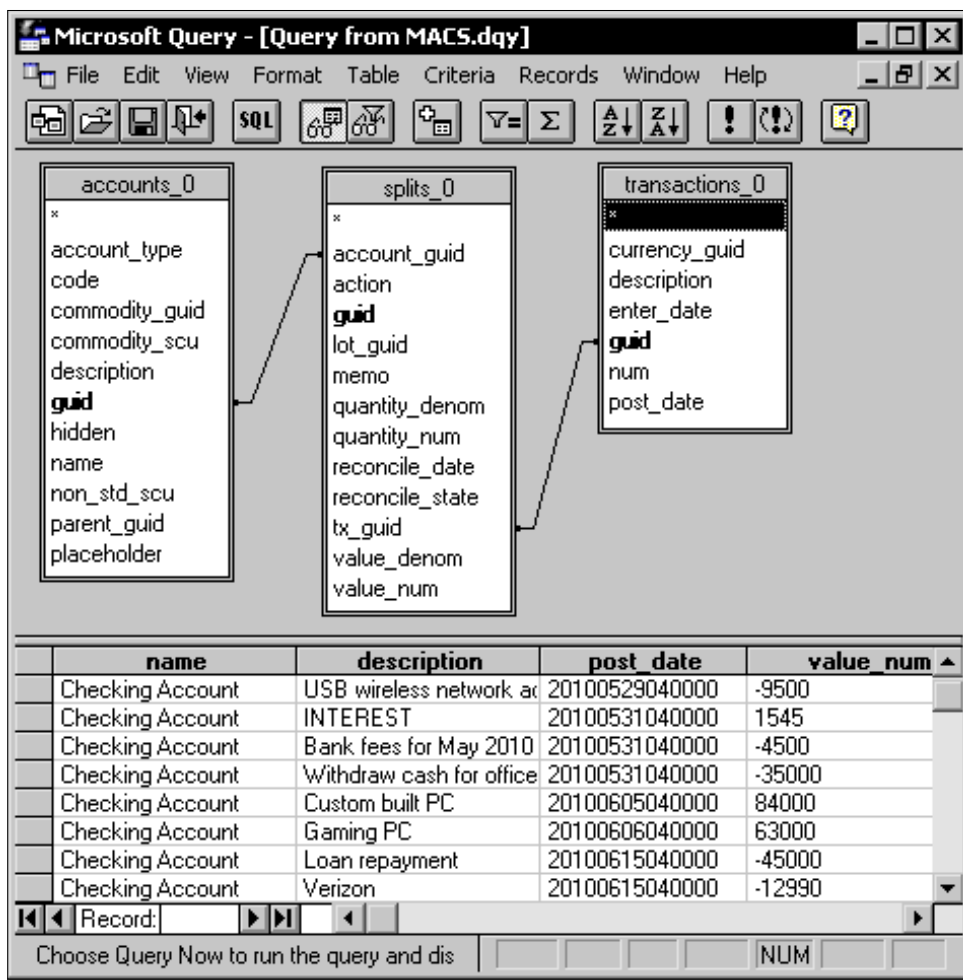 Microsoft Query - [Query from MACS.dqy]
File Edit View Format Table Criteria Records Window Help
SQL
accounts_0
*
account_type
code
commodity_guid
commodity_scu
description
guid
hidden
name
non_std_scu
parent_guid
placeholder
splits_0
*
account_guid
action
guid
lot_guid
memo
quantity_denom
quantity_num
reconcile_date
reconcile_state
tx_guid
value_denom
value_num
transactions_0
*
currency_guid
description
enter_date
guid
num
post_date
name description post_date value_num
Checking Account USB wireless network ac 20100529040000 -9500
Checking Account INTEREST 20100531040000 1545
Checking Account Bank fees for May 2010 20100531040000 -4500
Checking Account Withdraw cash for office 20100531040000 -35000
Checking Account Custom built PC 20100605040000 84000
Checking Account Gaming PC 20100606040000 63000
Checking Account Loan repayment 20100615040000 -45000
Checking Account Verizon 20100615040000 -12990
Record:
Choose Query Now to run the query and dis NUM